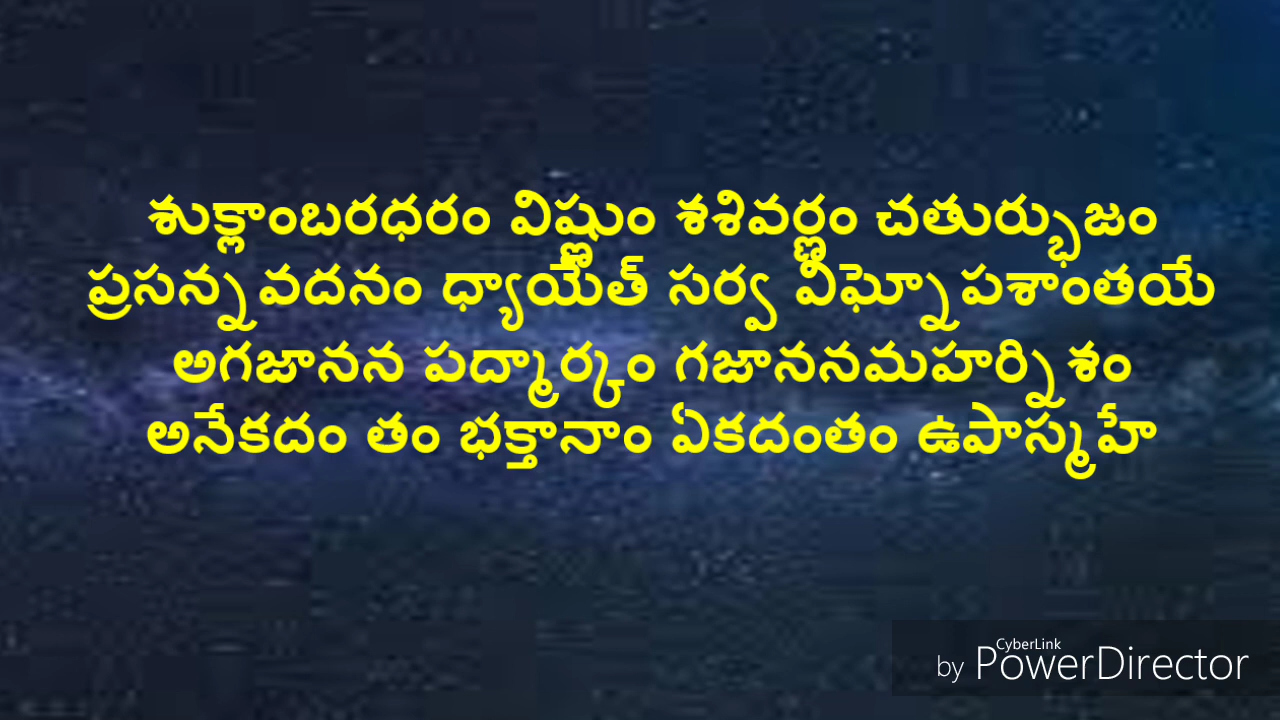 శుక్లాంబరధరం విష్ణుం శశివర్ణం చతుర్భుజం
ప్రసన్నవదనం ధ్యాయేత్ సర్వ విఘ్నోపశాంతయే
అగజానన పద్మార్కం గజాననమహర్నిశం
అనేకదం తం భక్తానాం ఏకదంతం ఉపాస్మహే
CyberLink
by PowerDirector